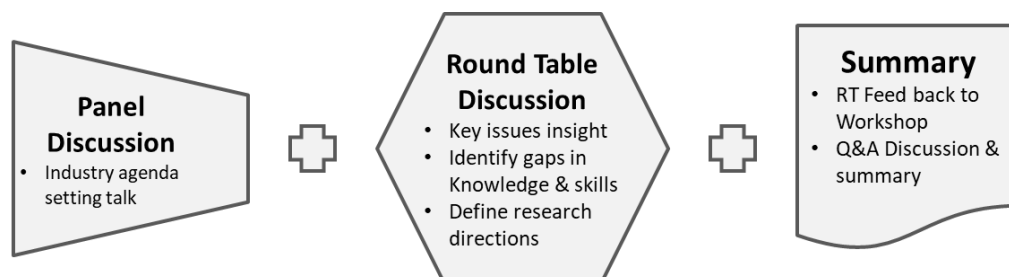 Panel
Discussion
• Industry agenda
setting talk
Round Table
Discussion
• Key issues insight
• Identify gaps in
Knowledge & skills
• Define research
directions
Summary
• RT Feed back to
Workshop
• Q&A Discussion &
summary